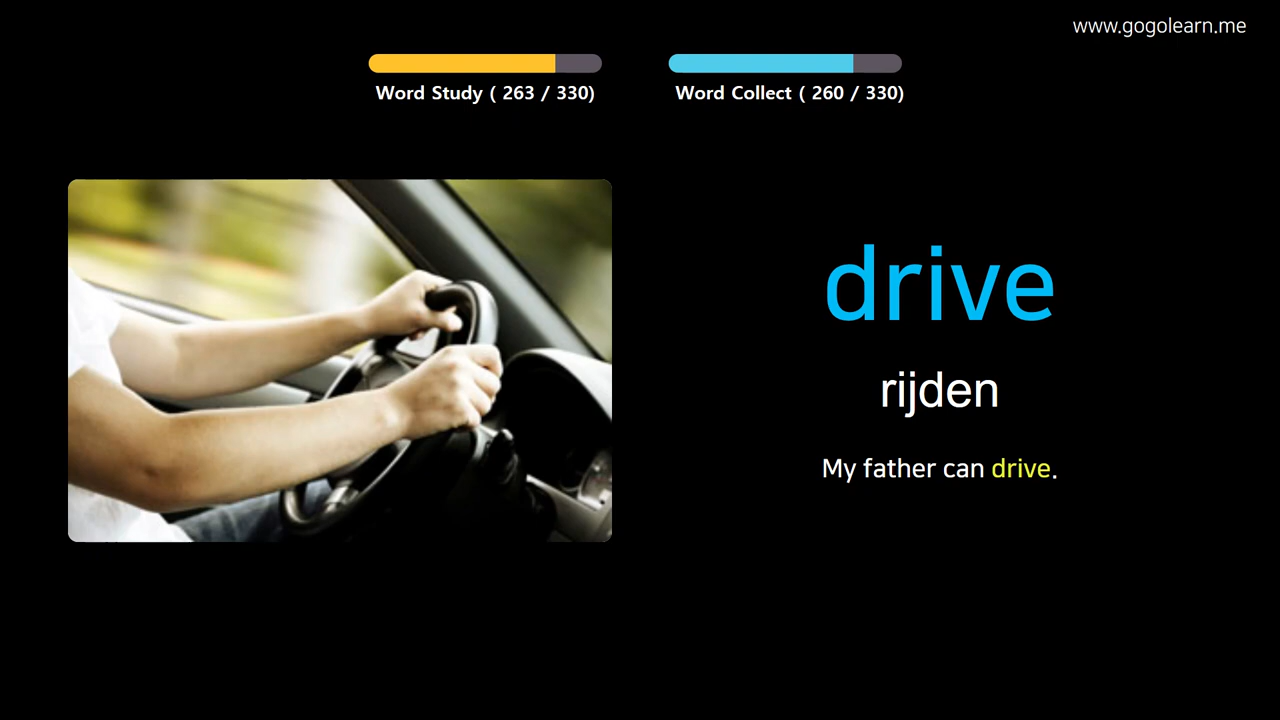 www.gogolearn.me
Word Study ( 263 / 330)
Word Collect ( 260 / 330)
drive
rijden
My father can drive.